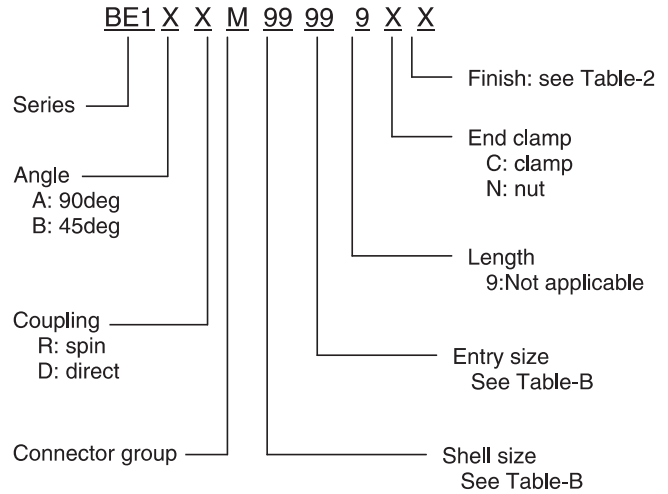 BE1 X X M 99 99 9 X X
Finish: see Table-2
Series
End clamp
C: clamp
N: nut
Angle
A: 90deg
B: 45deg
Length
9:Not applicable
Coupling
R: spin
D: direct
Entry size
See Table-B
Connector group
Shell size
See Table-B